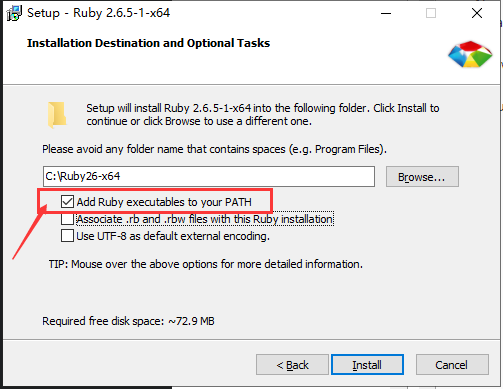 Setup - Ruby 2.6.5-1-x64
Installation Destination and Optional Tasks
Setup will install Ruby 2.6.5-1-x64 into the following folder. Click Install to
continue or click Browse to use a different one.
Please avoid any folder name that contains spaces (e.g. Program Files).
C:\Ruby26-x64
Browse...
Add Ruby executables to your PATH
Associate .rb and .rbw files with this Ruby installation
Use UTF-8 as default external encoding.
TIP: Mouse over the above options for more detailed information.
Required free disk space: ~72.9 MB
< Back
Install
Cancel